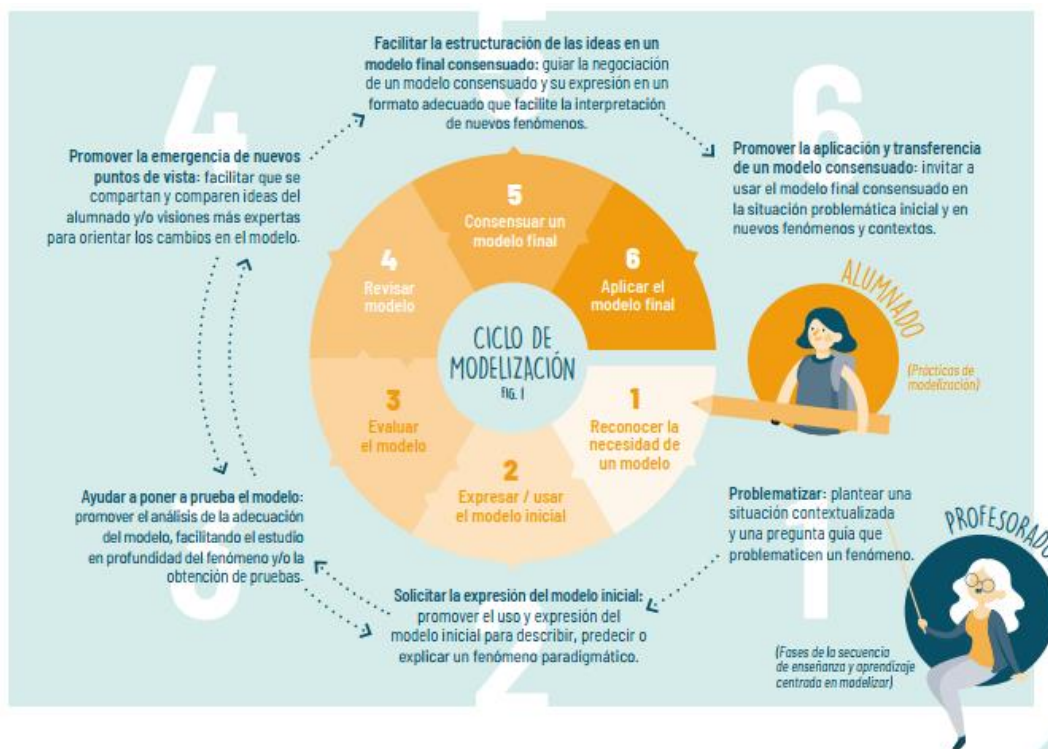 5
Facilitar la estructuración de las ideas en un
modelo final consensuado: guiar la negociación
de un modelo consensuado y su expresión en un
formato adecuado que facilite la interpretación
de nuevos fenómenos.
4
Promover la emergencia de nuevos
puntos de vista: facilitar que se
compartan y comparen ideas del
alumnado y/o visiones más expertas
para orientar los cambios en el modelo.
6
Promover la aplicación y transferencia
de un modelo consensuado: invitar a
usar el modelo final consensuado en
la situación problemática inicial y en
nuevos fenómenos y contextos.
5
Consensuar un
modelo final
4
Revisar
modelo
6
Aplicar el
modelo final
CICLO DE
MODELIZACIÓN
FIG. 1
3
Evaluar
el modelo
2
Expresar / usar
el modelo inicial
1
Reconocer la
necesidad de
un modelo
ALUMNADO
(Prácticas de
modelización)
3
Ayudar a poner a prueba el modelo:
promover el análisis de la adecuación
del modelo, facilitando el estudio
en profundidad del fenómeno y/o la
obtención de pruebas.
2
Solicitar la expresión del modelo inicial:
promover el uso y expresión del
modelo inicial para describir, predecir o
explicar un fenómeno paradigmático.
1
Problematizar: plantear una
situación contextualizada
y una pregunta guía que
problematicen un fenómeno.
PROFESORADO
(Fases de la secuencia
de enseñanza y aprendizaje
centrada en modelizar)